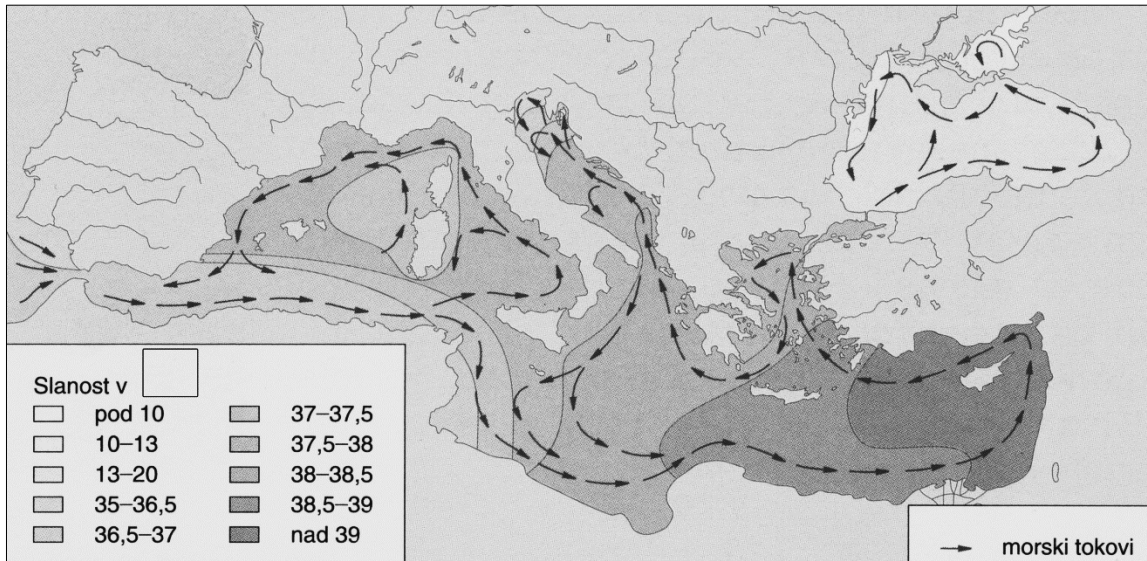 Slanost v
pod 10
10–13
13–20
35–36,5
36,5–37
37–37,5
37,5–38
38–38,5
38,5–39
nad 39
morski tokovi